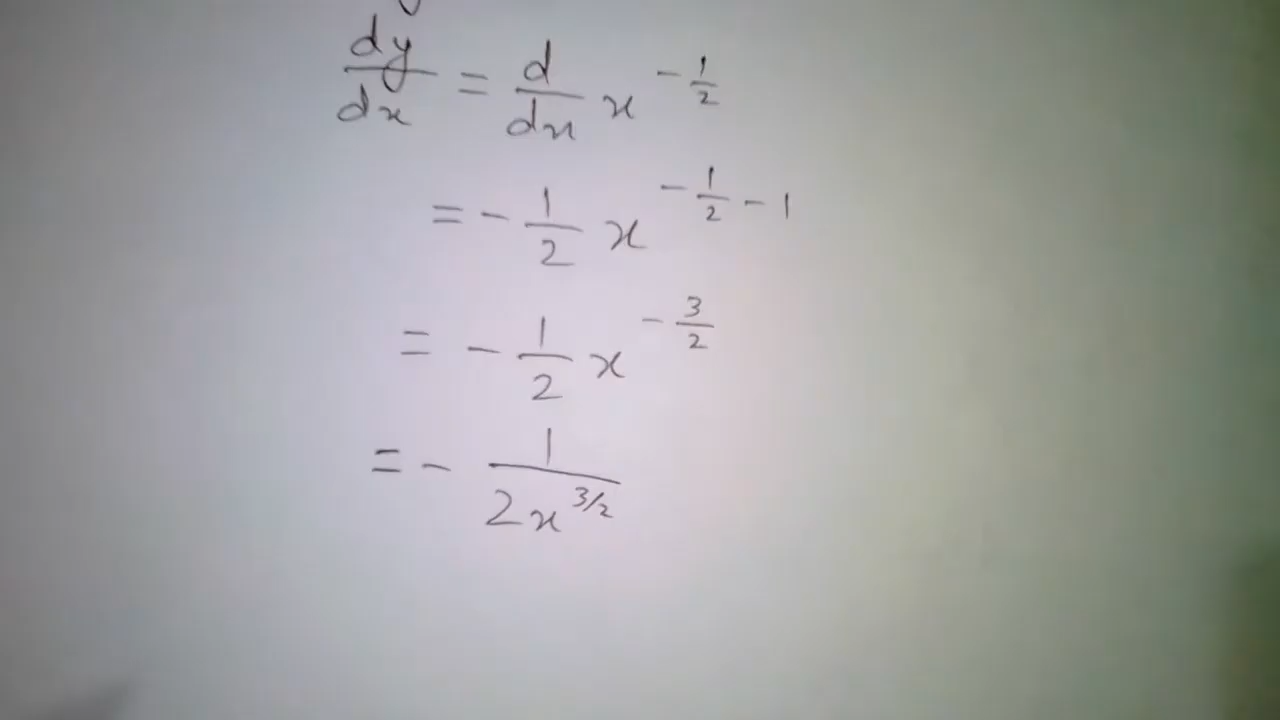 dy/dx = d/dx x^(-1/2)
= - 1/2 x^(-1/2 - 1)
= - 1/2 x^(-3/2)
= - 1/(2x^(3/2))